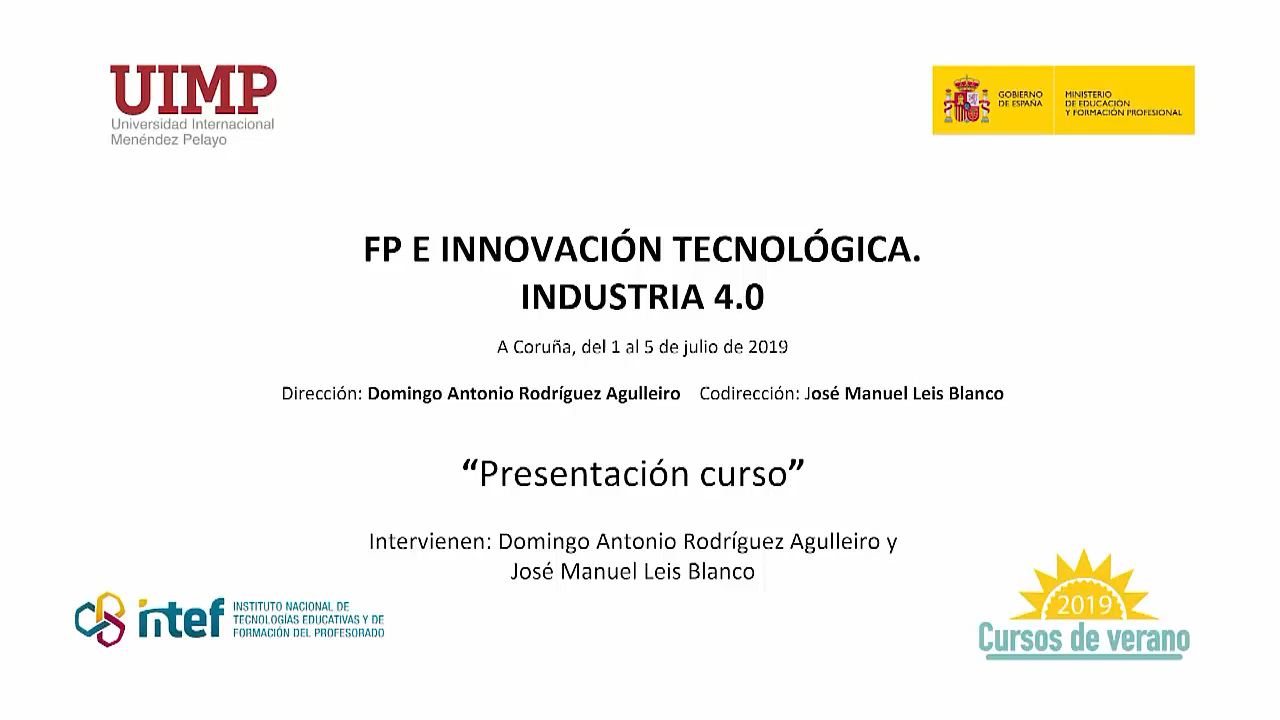 UIMP
Universidad Internacional
Menéndez Pelayo
GOBIERNO
DE ESPAÑA
MINISTERIO
DE EDUCACIÓN
Y FORMACIÓN PROFESIONAL
FP E INNOVACIÓN TECNOLÓGICA.
INDUSTRIA 4.0
A Coruña, del 1 al 5 de julio de 2019
Dirección: Domingo Antonio Rodríguez Agulleiro Codirección: José Manuel Leis Blanco
“Presentación curso”
Intervienen: Domingo Antonio Rodríguez Agulleiro y
José Manuel Leis Blanco
intef
INSTITUTO NACIONAL DE
TECNOLOGÍAS EDUCATIVAS Y DE
FORMACIÓN DEL PROFESORADO
2019
Cursos de verano